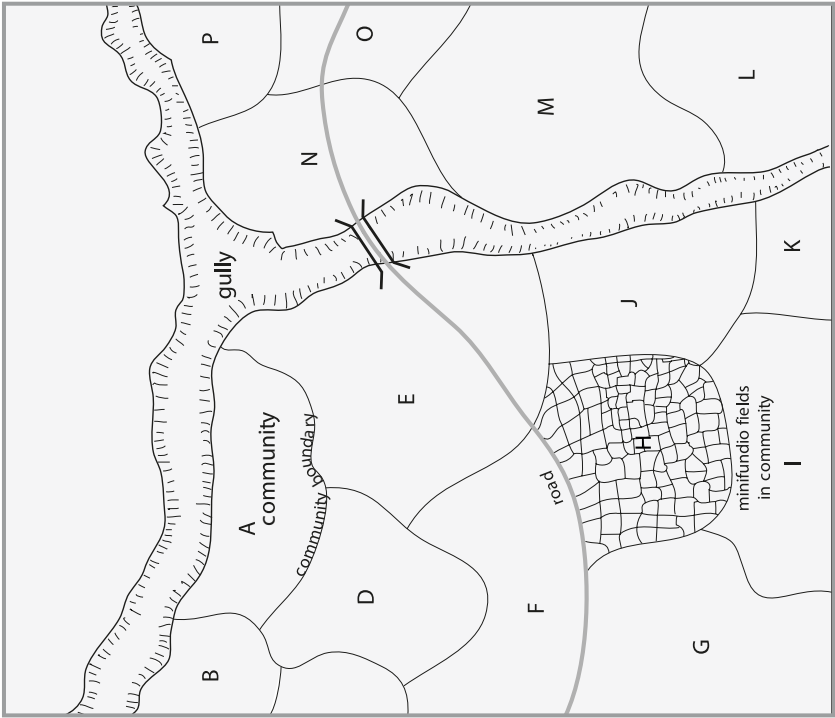 P
O
L
M
N
K
gully
J
E
minifundio fields
in community
H
I
A
community
community boundary
road
D
F
G
B